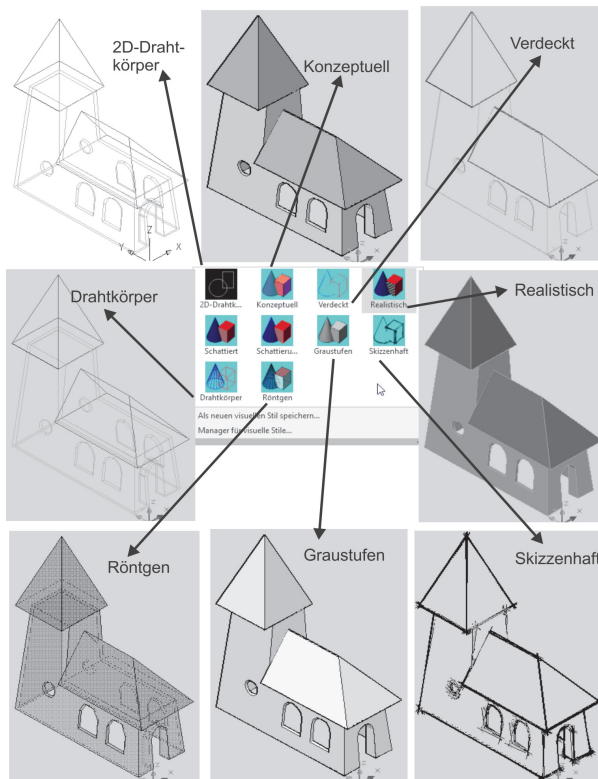 2D-Draht-
körper
Konzeptuell
Verdeckt
Z
Y
X
Drahtkörper
Realistisch
2D-Drahtk...
Konzeptuell
Verdeckt
Realistisch
Schattiert
Schattieru...
Graustufen
Skizzenhaft
Drahtkörper
Röntgen
Als neuen visuellen Stil speichern...
Manager für visuelle Stile...
Röntgen
Graustufen
Skizzenhaft